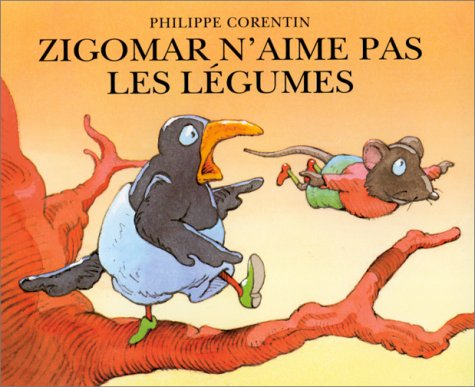 PHILIPPE CORENTIN
ZIGOMAR N'AIME PAS
LES LÉGUMES